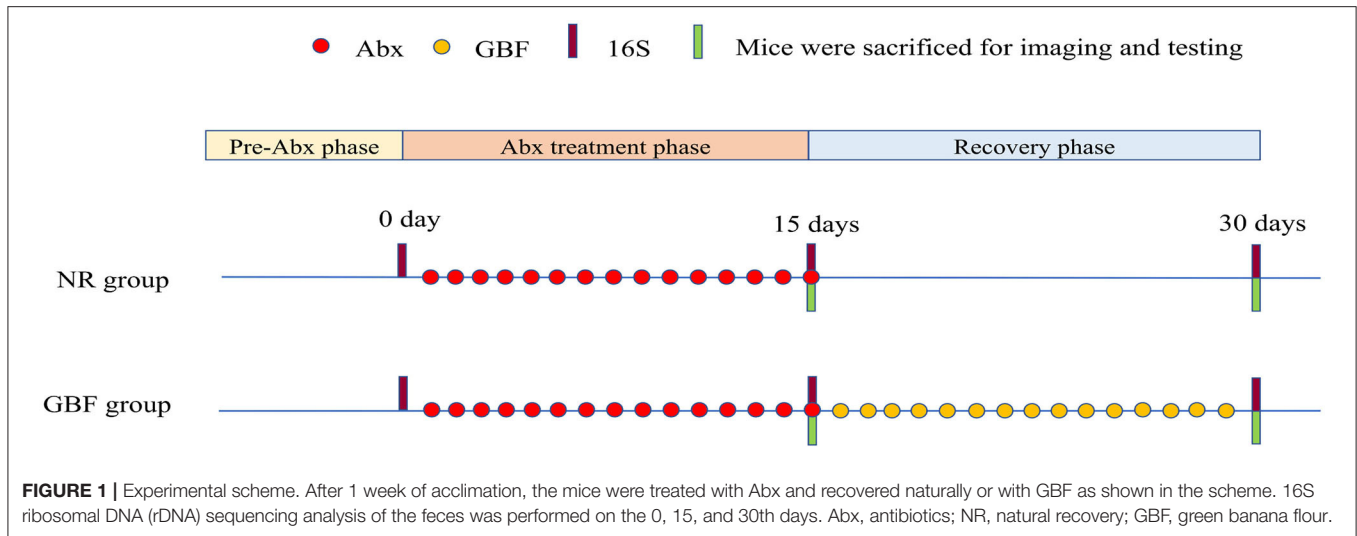 Abx GBF 16S Mice were sacrificed for imaging and testing
Pre-Abx phase Abx treatment phase Recovery phase
0 day 15 days 30 days
NR group
GBF group
FIGURE 1 | Experimental scheme. After 1 week of acclimation, the mice were treated with Abx and recovered naturally or with GBF as shown in the scheme. 16S
ribosomal DNA (rDNA) sequencing analysis of the feces was performed on the 0, 15, and 30th days. Abx, antibiotics; NR, natural recovery; GBF, green banana flour.